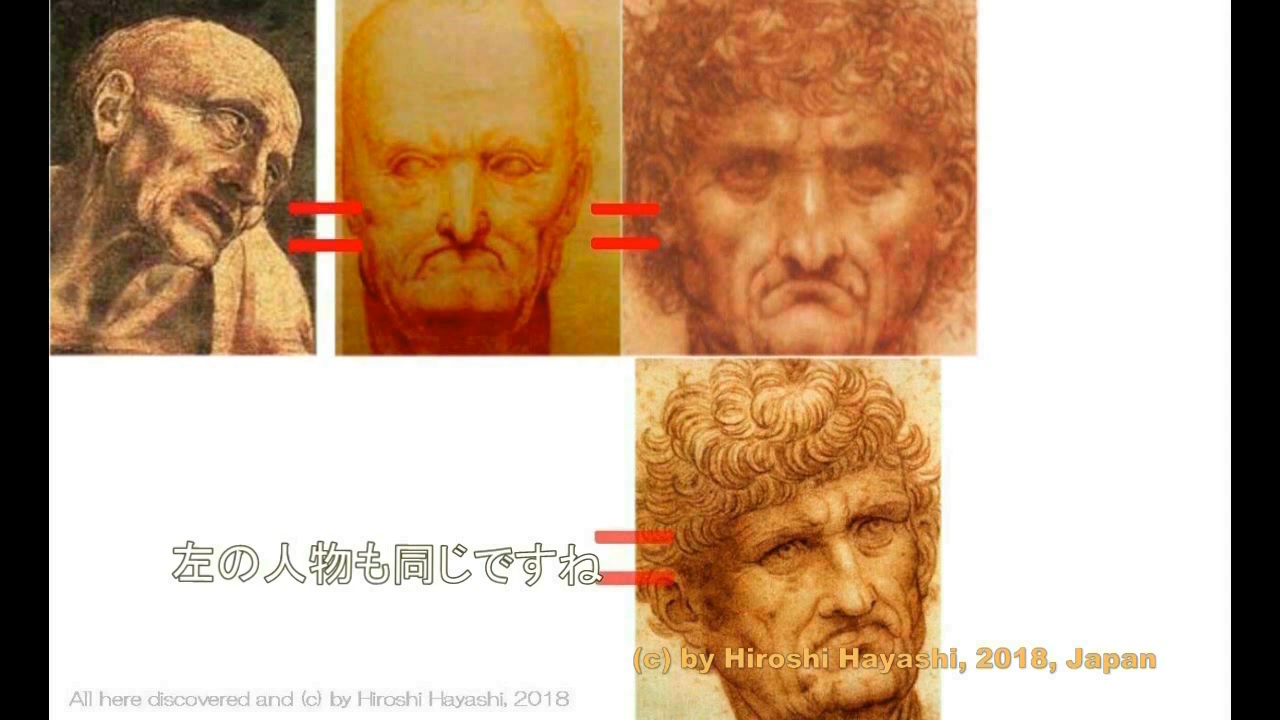 左の人物も同じですね
(c) by Hiroshi Hayashi, 2018, Japan
All here discovered and (c) by Hiroshi Hayashi, 2018